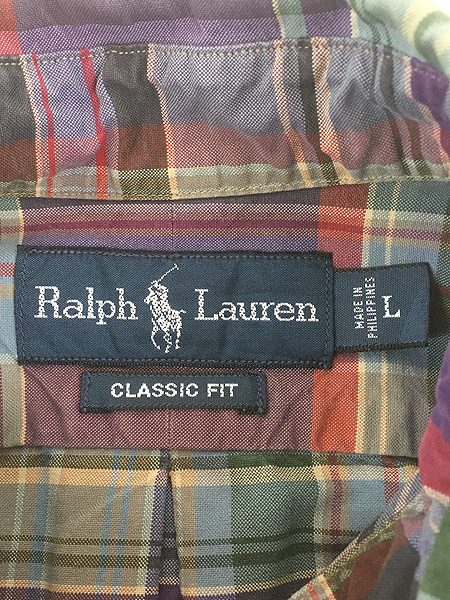 Ralph Lauren
MADE IN
PHILIPPINES
L
CLASSIC FIT